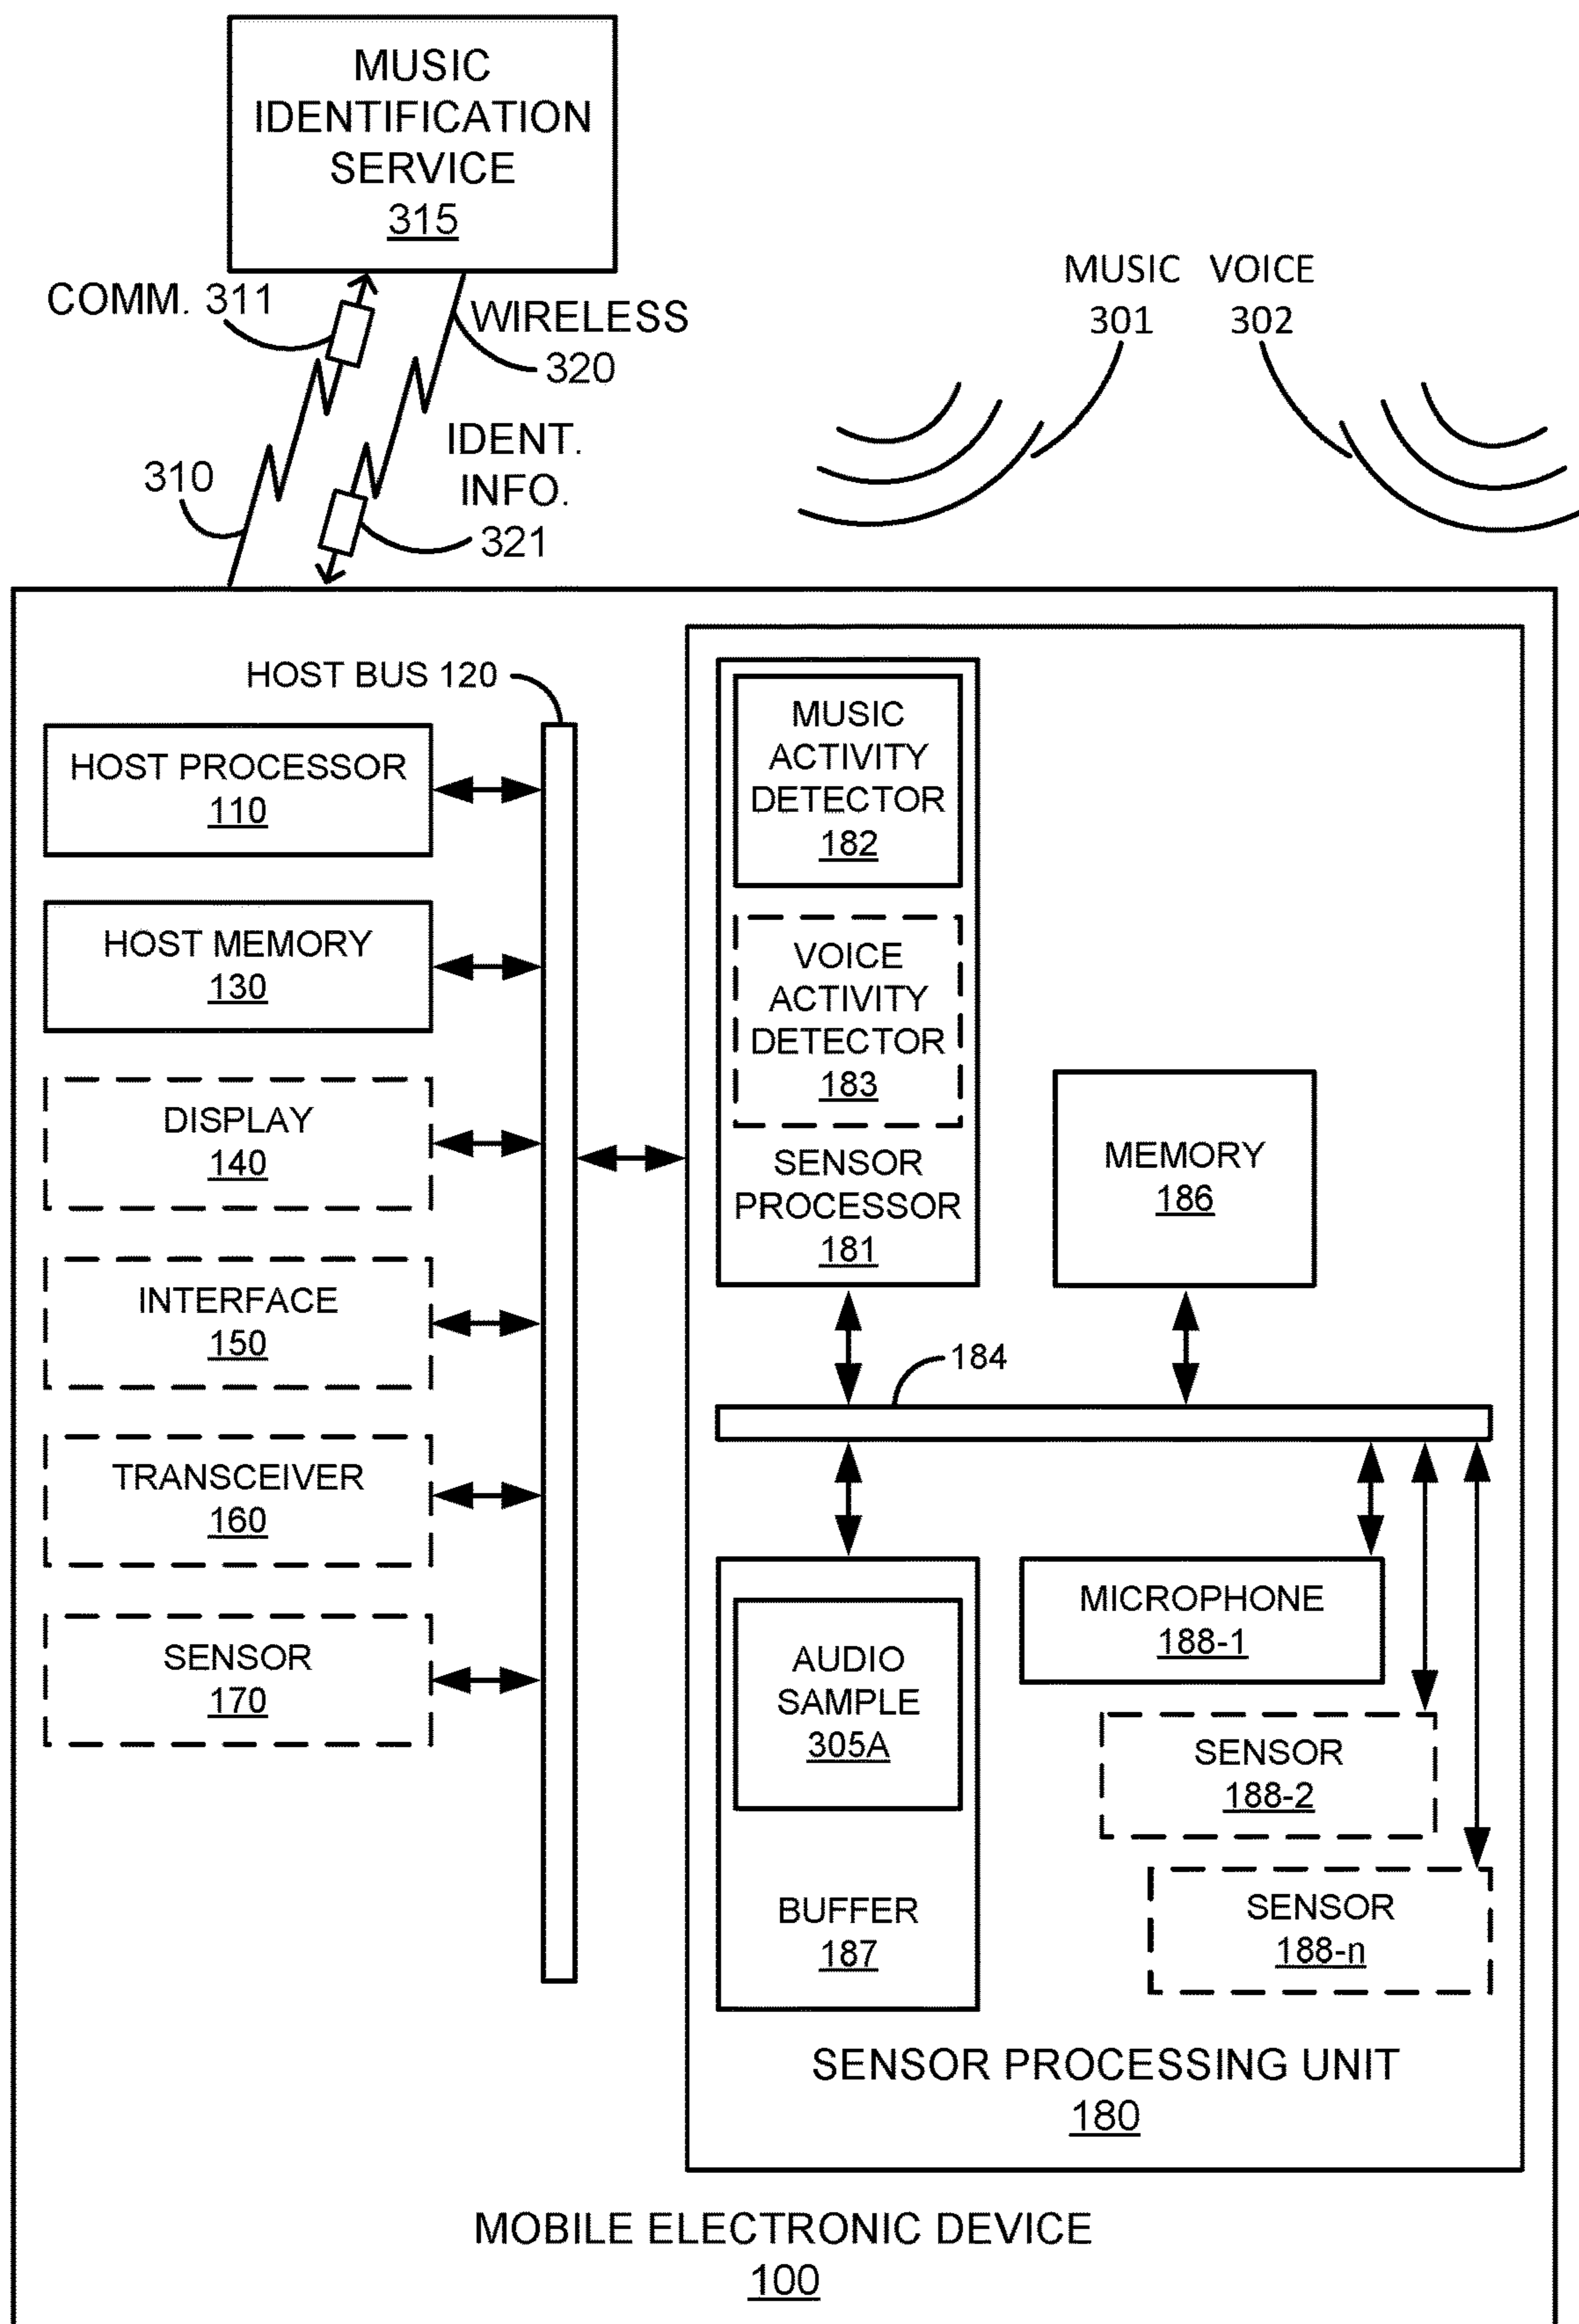 MUSIC
IDENTIFICATION
SERVICE
315
COMM. 311
WIRELESS
320
310
IDENT.
INFO.
321
MUSIC VOICE
301 302
HOST BUS 120
HOST PROCESSOR
110
HOST MEMORY
130
DISPLAY
140
INTERFACE
150
TRANSCEIVER
160
SENSOR
170
MUSIC
ACTIVITY
DETECTOR
182
VOICE
ACTIVITY
DETECTOR
183
SENSOR
PROCESSOR
181
MEMORY
186
184
AUDIO
SAMPLE
305A
BUFFER
187
MICROPHONE
188-1
SENSOR
188-2
SENSOR
188-n
SENSOR PROCESSING UNIT
180
MOBILE ELECTRONIC DEVICE
100